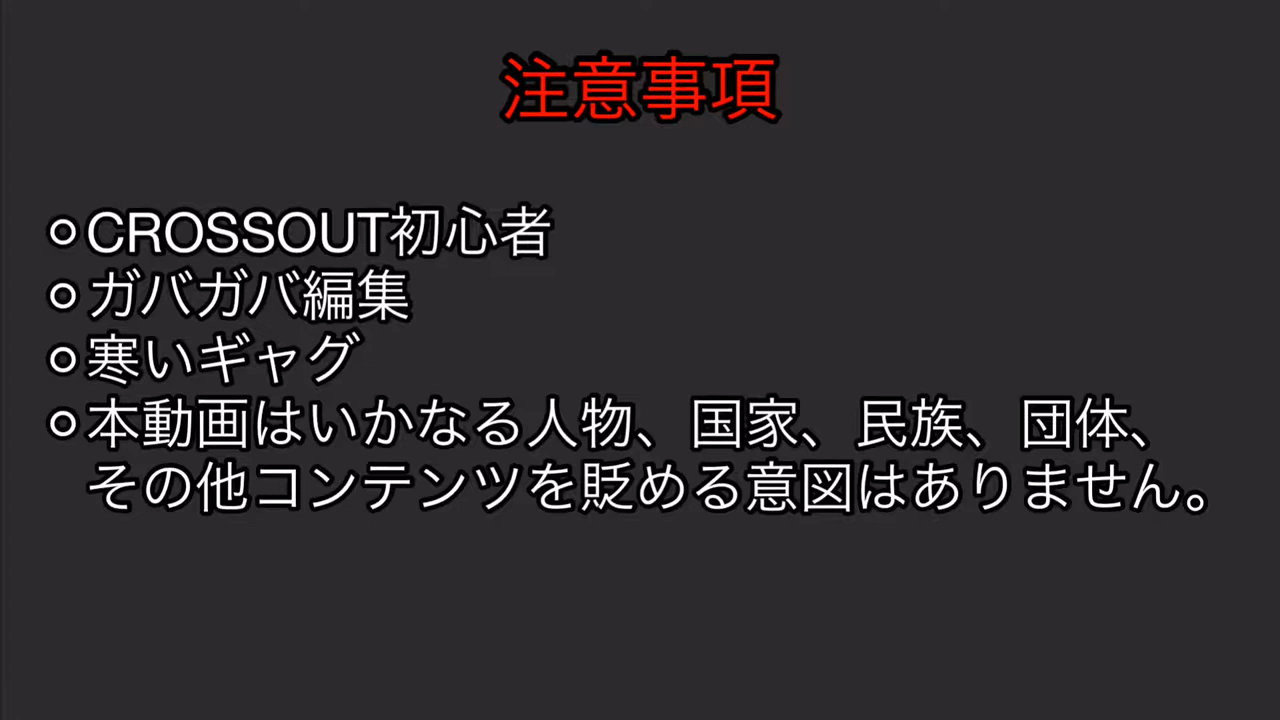 注意事項
⚪︎CROSSOUT初心者
⚪︎ガバガバ編集
⚪︎寒いギャグ
⚪︎本動画はいかなる人物、国家、民族、団体、
その他コンテンツを貶める意図はありません。